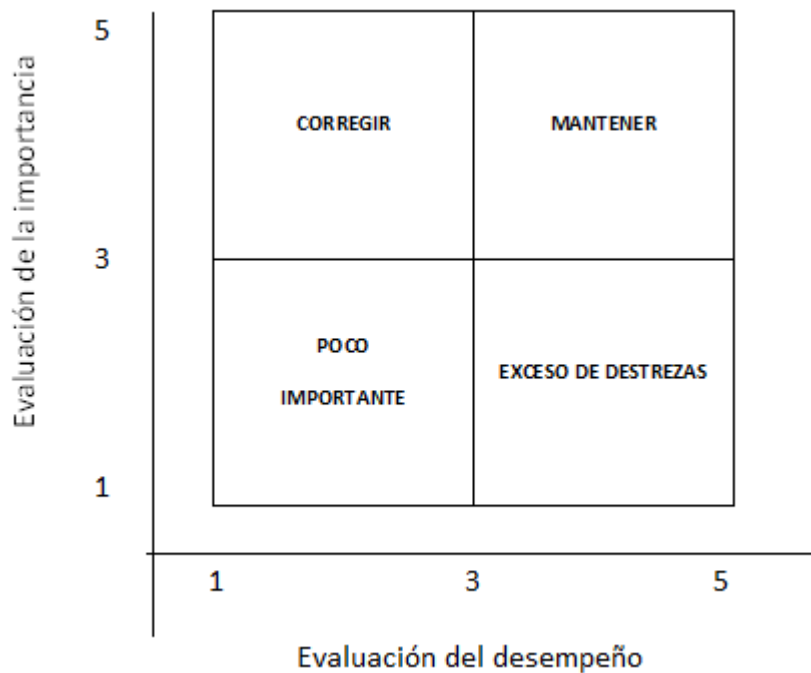 Evaluación de la importancia
5
CORREGIR
MANTENER
3
POCO
IMPORTANTE
EXCESO DE DESTREZAS
1
1
3
5
Evaluación del desempeño